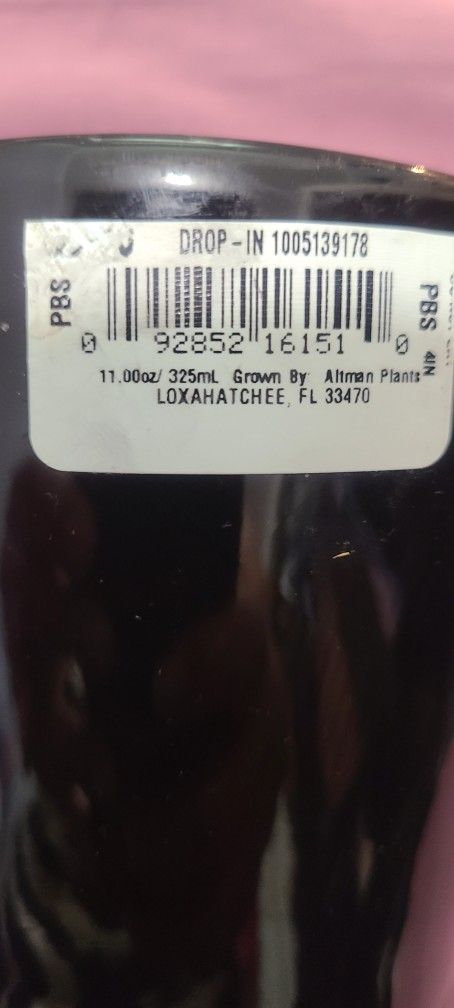 DROP-IN 1005139178
PBS
0 92852 16151 0
PBS 4IN
11.00oz/ 325mL Grown By: Altman Plants
LOXAHATCHEE, FL 33470